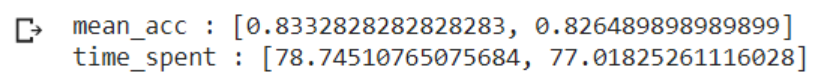 mean_acc : [0.8332828282828283, 0.826489898989899]
time_spent : [78.74510765075684, 77.01825261116028]